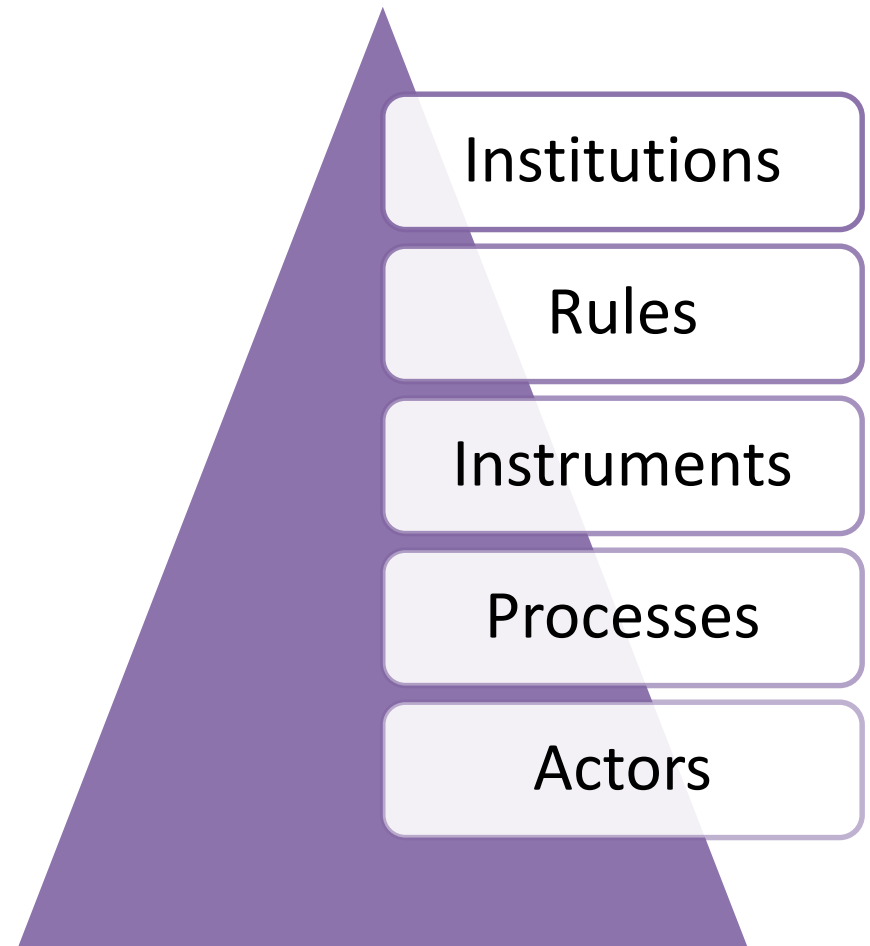 Institutions
Rules
Instruments
Processes
Actors